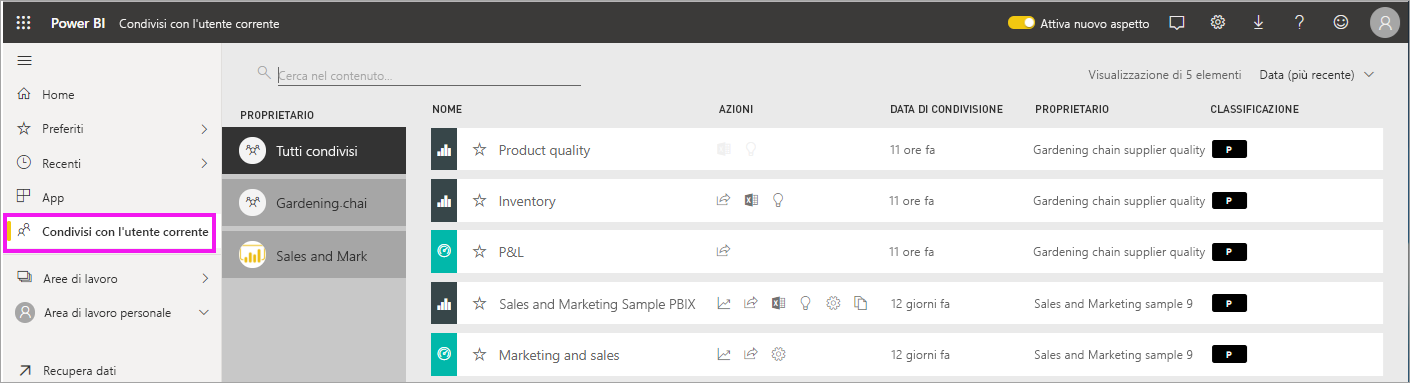 Power BI Condivisi con l'utente corrente Attiva nuovo aspetto ?
Home
Preferiti
Recenti
App
Condivisi con l'utente corrente
Aree di lavoro
Area di lavoro personale
Recupera dati
Cerca nel contenuto... Visualizzazione di 5 elementi Data (più recente)
PROPRIETARIO
Tutti condivisi
Gardening chai
Sales and Mark
NOME AZIONI DATA DI CONDIVISIONE PROPRIETARIO CLASSIFICAZIONE
Product quality 11 ore fa Gardening chain supplier quality P
Inventory 11 ore fa Gardening chain supplier quality P
P&L 11 ore fa Gardening chain supplier quality P
Sales and Marketing Sample PBIX 12 giorni fa Sales and Marketing sample 9 P
Marketing and sales 12 giorni fa Sales and Marketing sample 9 P